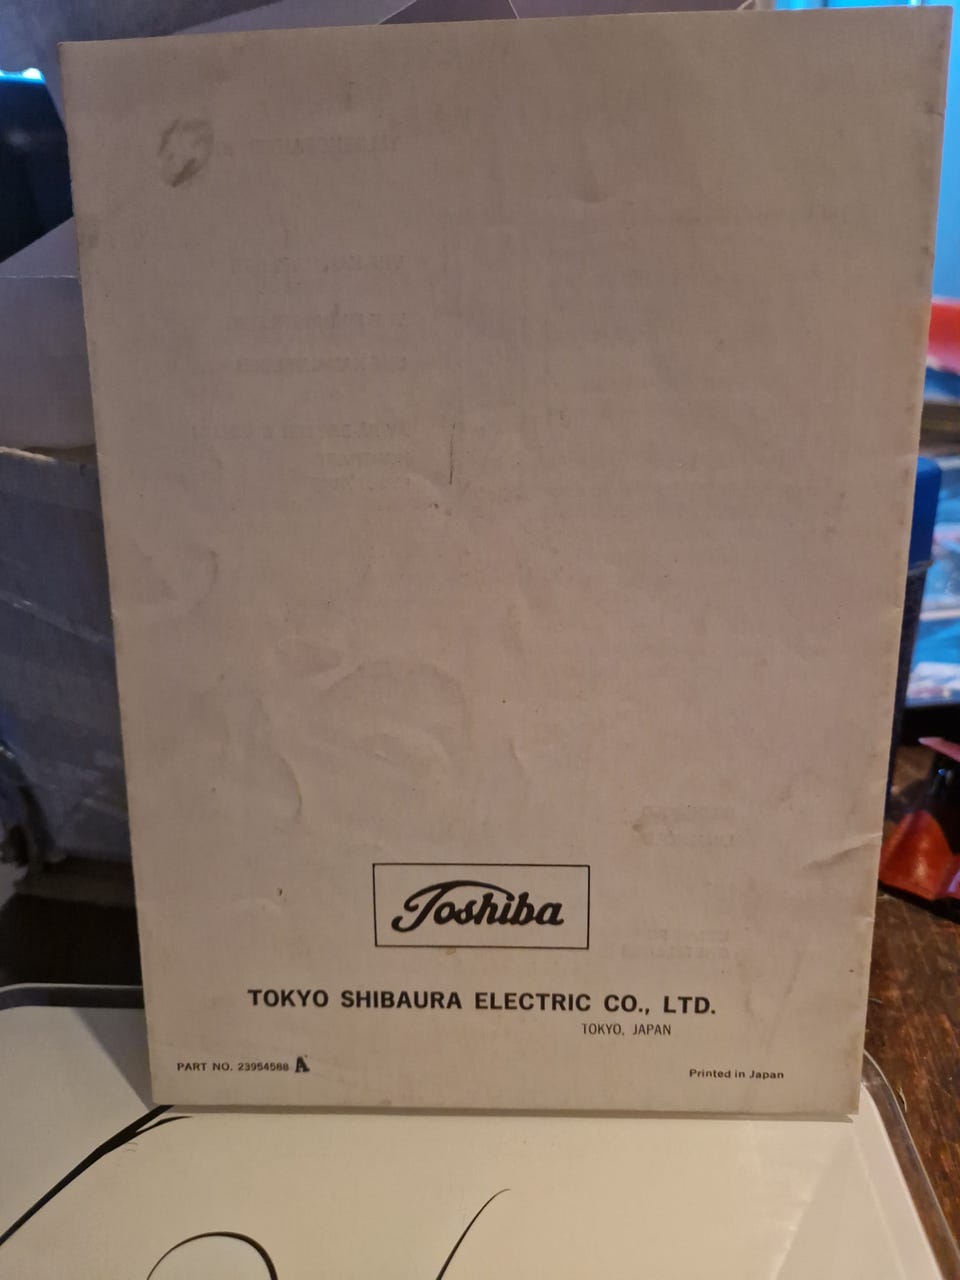 Toshiba
TOKYO SHIBAURA ELECTRIC CO., LTD.
TOKYO, JAPAN
PART NO. 23954588 A
Printed in Japan